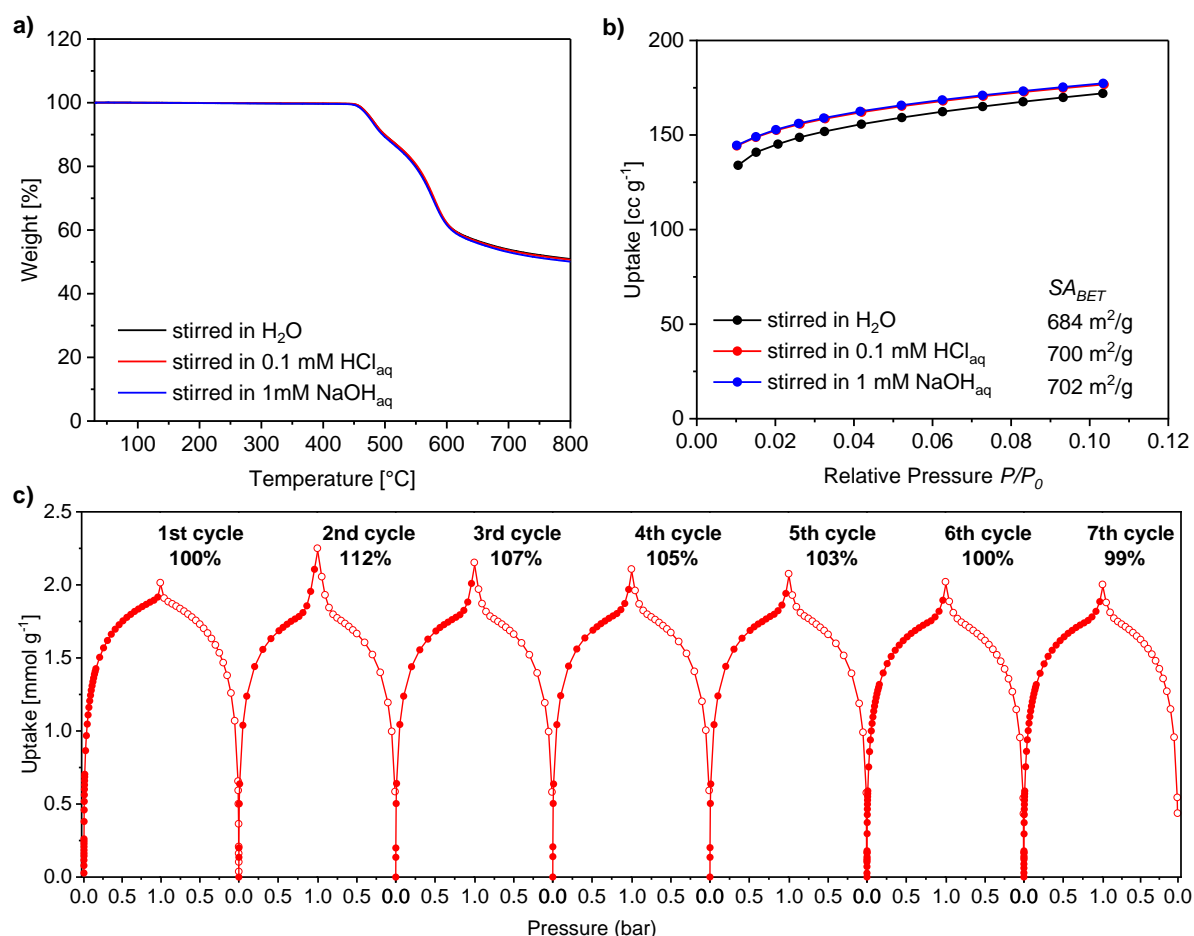 a)
120
100
80
60
40
20
0
Weight [%]
stirred in H₂O
stirred in 0.1 mM HClaq
stirred in 1mM NaOHaq
100 200 300 400 500 600 700 800
Temperature [°C]
b)
200
150
100
50
0
Uptake [cc g⁻¹]
SABET
stirred in H₂O 684 m²/g
stirred in 0.1 mM HClaq 700 m²/g
stirred in 1 mM NaOHaq 702 m²/g
0.00 0.02 0.04 0.06 0.08 0.10 0.12
Relative Pressure P/P₀
c)
2.5
2.0
1.5
1.0
0.5
0.0
Uptake [mmol g⁻¹]
1st cycle 2nd cycle 3rd cycle 4th cycle 5th cycle 6th cycle 7th cycle
100% 112% 107% 105% 103% 100% 99%
0.0 0.5 1.0 0.5 0.0 0.5 1.0 0.5 0.0 0.5 1.0 0.5 0.0 0.5 1.0 0.5 0.0 0.5 1.0 0.5 0.0 0.5 1.0 0.5 0.0 0.5 1.0 0.5 0.0
Pressure (bar)